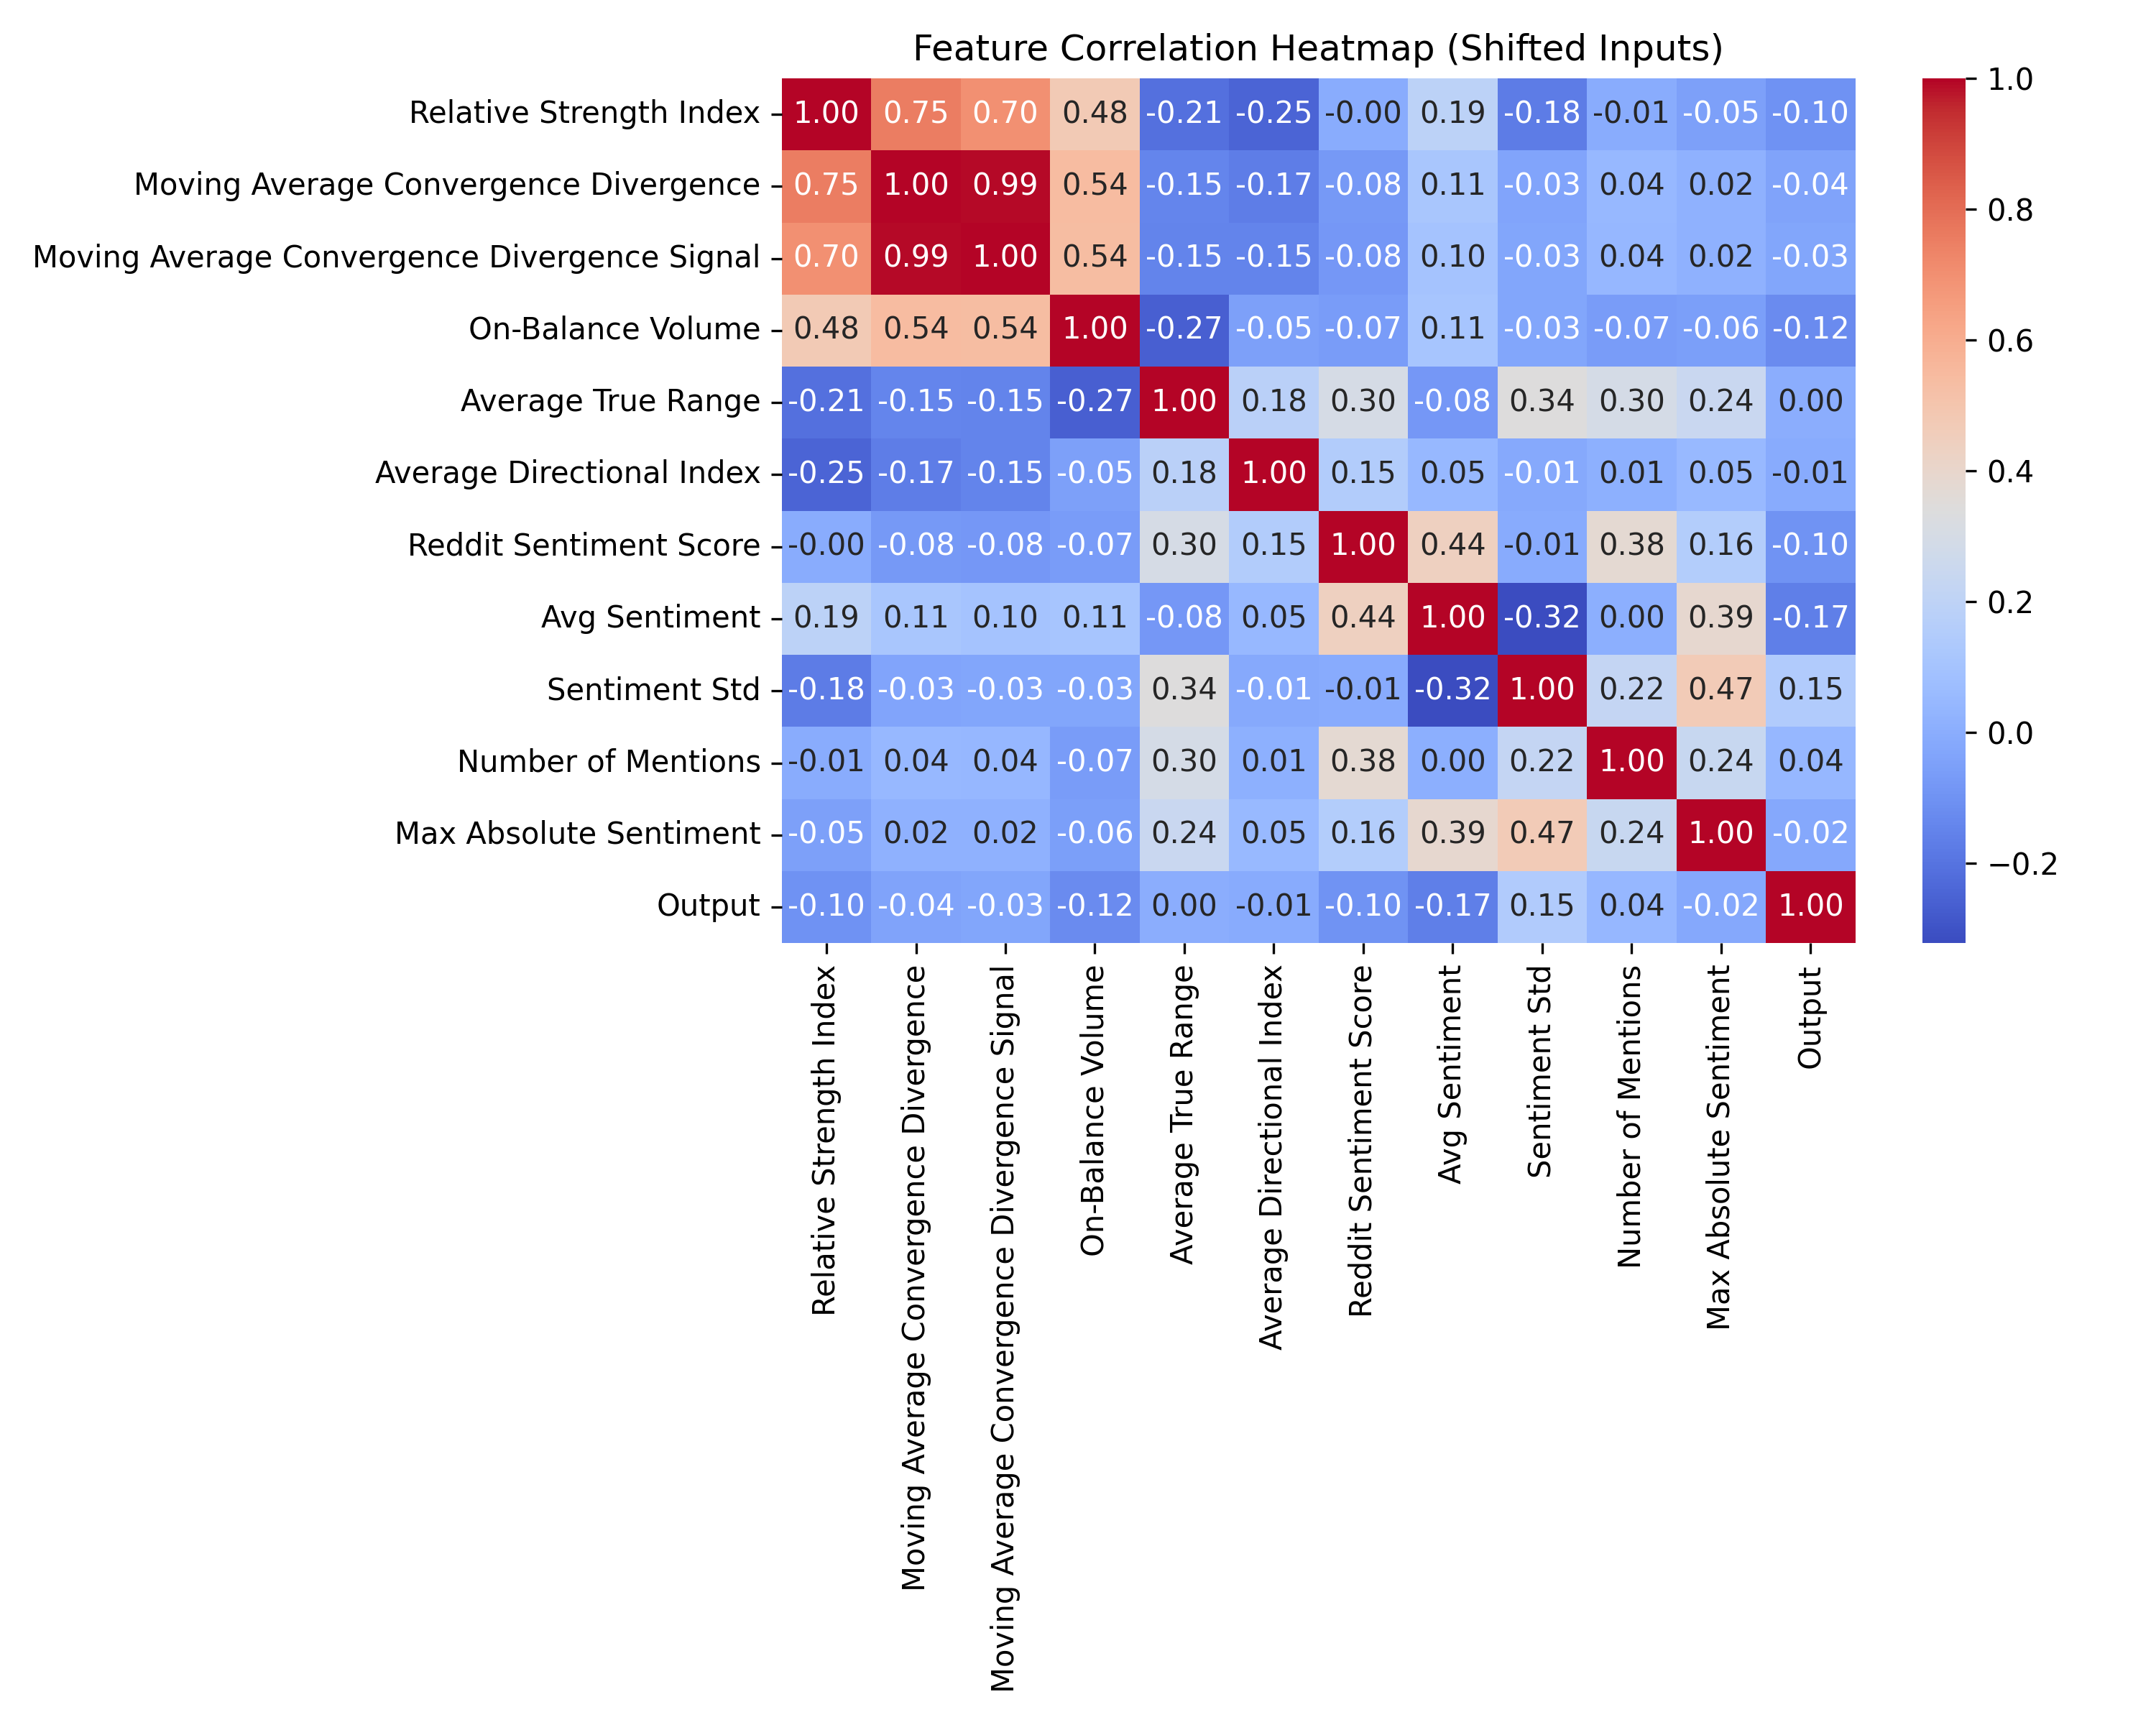 Feature Correlation Heatmap (Shifted Inputs)
Relative Strength Index 1.00 0.75 0.70 0.48 -0.21 -0.25 -0.00 0.19 -0.18 -0.01 -0.05 -0.10
Moving Average Convergence Divergence 0.75 1.00 0.99 0.54 -0.15 -0.17 -0.08 0.11 -0.03 0.04 0.02 -0.04
Moving Average Convergence Divergence Signal 0.70 0.99 1.00 0.54 -0.15 -0.15 -0.08 0.10 -0.03 0.04 0.02 -0.03
On-Balance Volume 0.48 0.54 0.54 1.00 -0.27 -0.05 -0.07 0.11 -0.03 -0.07 -0.06 -0.12
Average True Range -0.21 -0.15 -0.15 -0.27 1.00 0.18 0.30 -0.08 0.34 0.30 0.24 0.00
Average Directional Index -0.25 -0.17 -0.15 -0.05 0.18 1.00 0.15 0.05 -0.01 0.01 0.05 -0.01
Reddit Sentiment Score -0.00 -0.08 -0.08 -0.07 0.30 0.15 1.00 0.44 -0.01 0.38 0.16 -0.10
Avg Sentiment 0.19 0.11 0.10 0.11 -0.08 0.05 0.44 1.00 -0.32 0.00 0.39 -0.17
Sentiment Std -0.18 -0.03 -0.03 -0.03 0.34 -0.01 -0.01 -0.32 1.00 0.22 0.47 0.15
Number of Mentions -0.01 0.04 0.04 -0.07 0.30 0.01 0.38 0.00 0.22 1.00 0.24 0.04
Max Absolute Sentiment -0.05 0.02 0.02 -0.06 0.24 0.05 0.16 0.39 0.47 0.24 1.00 -0.02
Output -0.10 -0.04 -0.03 -0.12 0.00 -0.01 -0.10 -0.17 0.15 0.04 -0.02 1.00
Relative Strength Index
Moving Average Convergence Divergence
Moving Average Convergence Divergence Signal
On-Balance Volume
Average True Range
Average Directional Index
Reddit Sentiment Score
Avg Sentiment
Sentiment Std
Number of Mentions
Max Absolute Sentiment
Output
1.0
0.8
0.6
0.4
0.2
0.0
−0.2